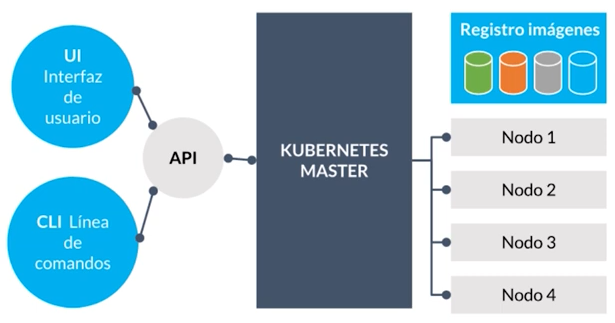 UI
Interfaz
de
usuario
CLI Línea
de
comandos
API
KUBERNETES
MASTER
Registro imágenes
Nodo 1
Nodo 2
Nodo 3
Nodo 4